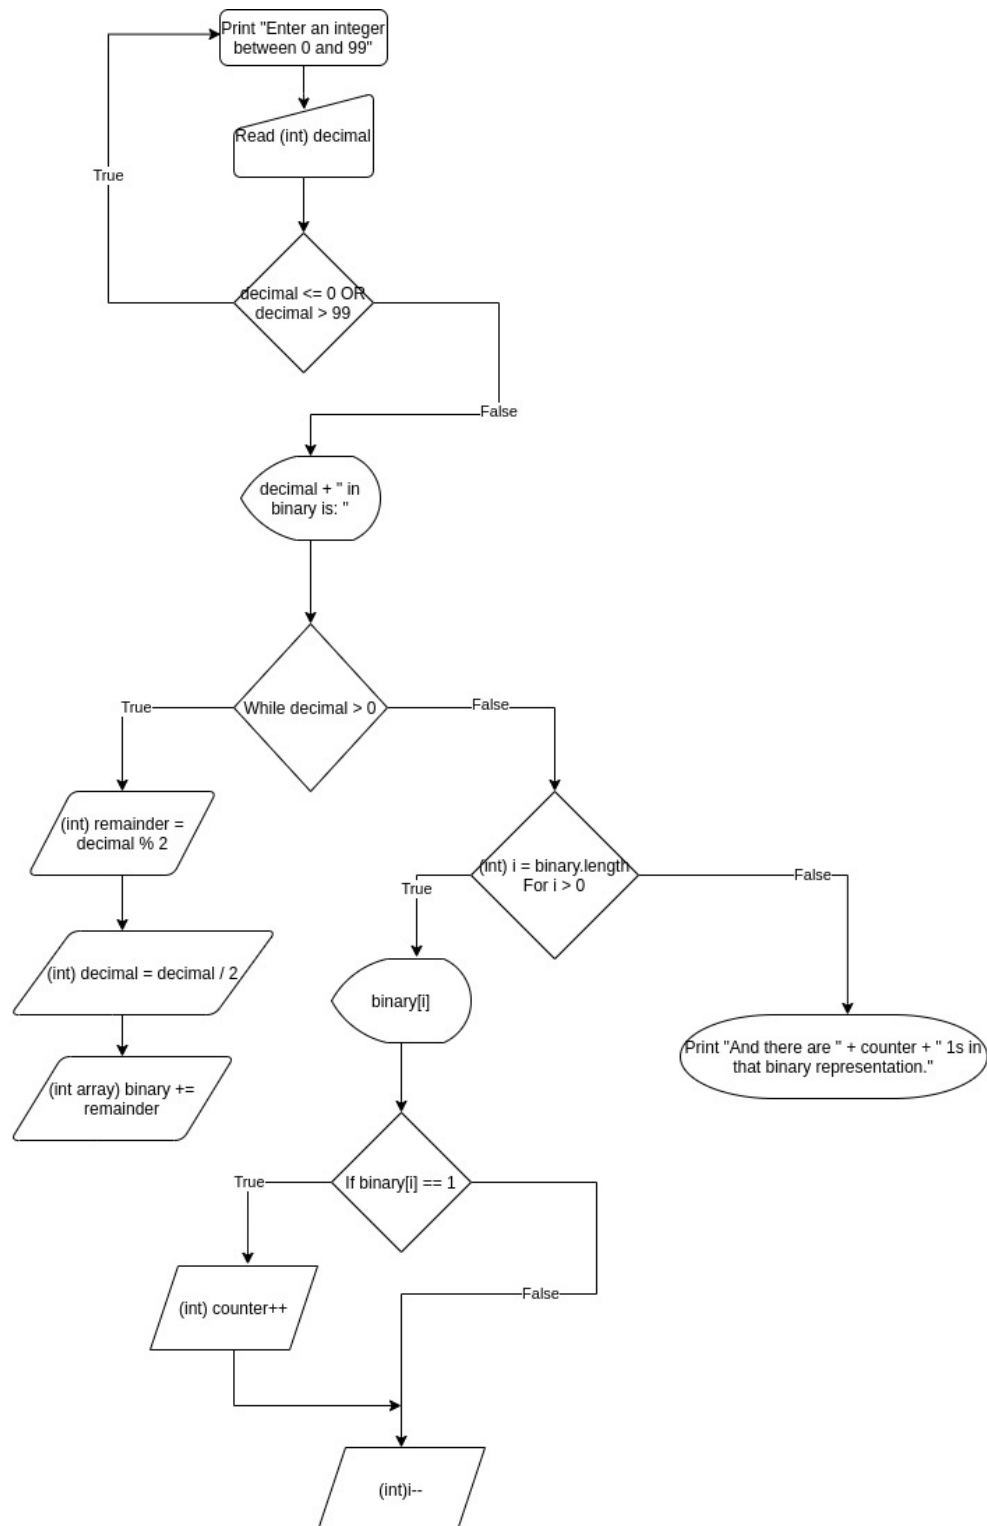 Print "Enter an integer
between 0 and 99"
Read (int) decimal
True
decimal <= 0 OR
decimal > 99
False
decimal + " in
binary is: "
While decimal > 0
True
False
(int) remainder =
decimal % 2
(int) decimal = decimal / 2
(int array) binary +=
remainder
(int) i = binary.length
For i > 0
True
False
binary[i]
Print "And there are " + counter + " 1s in
that binary representation."
If binary[i] == 1
True
False
(int) counter++
(int)i--